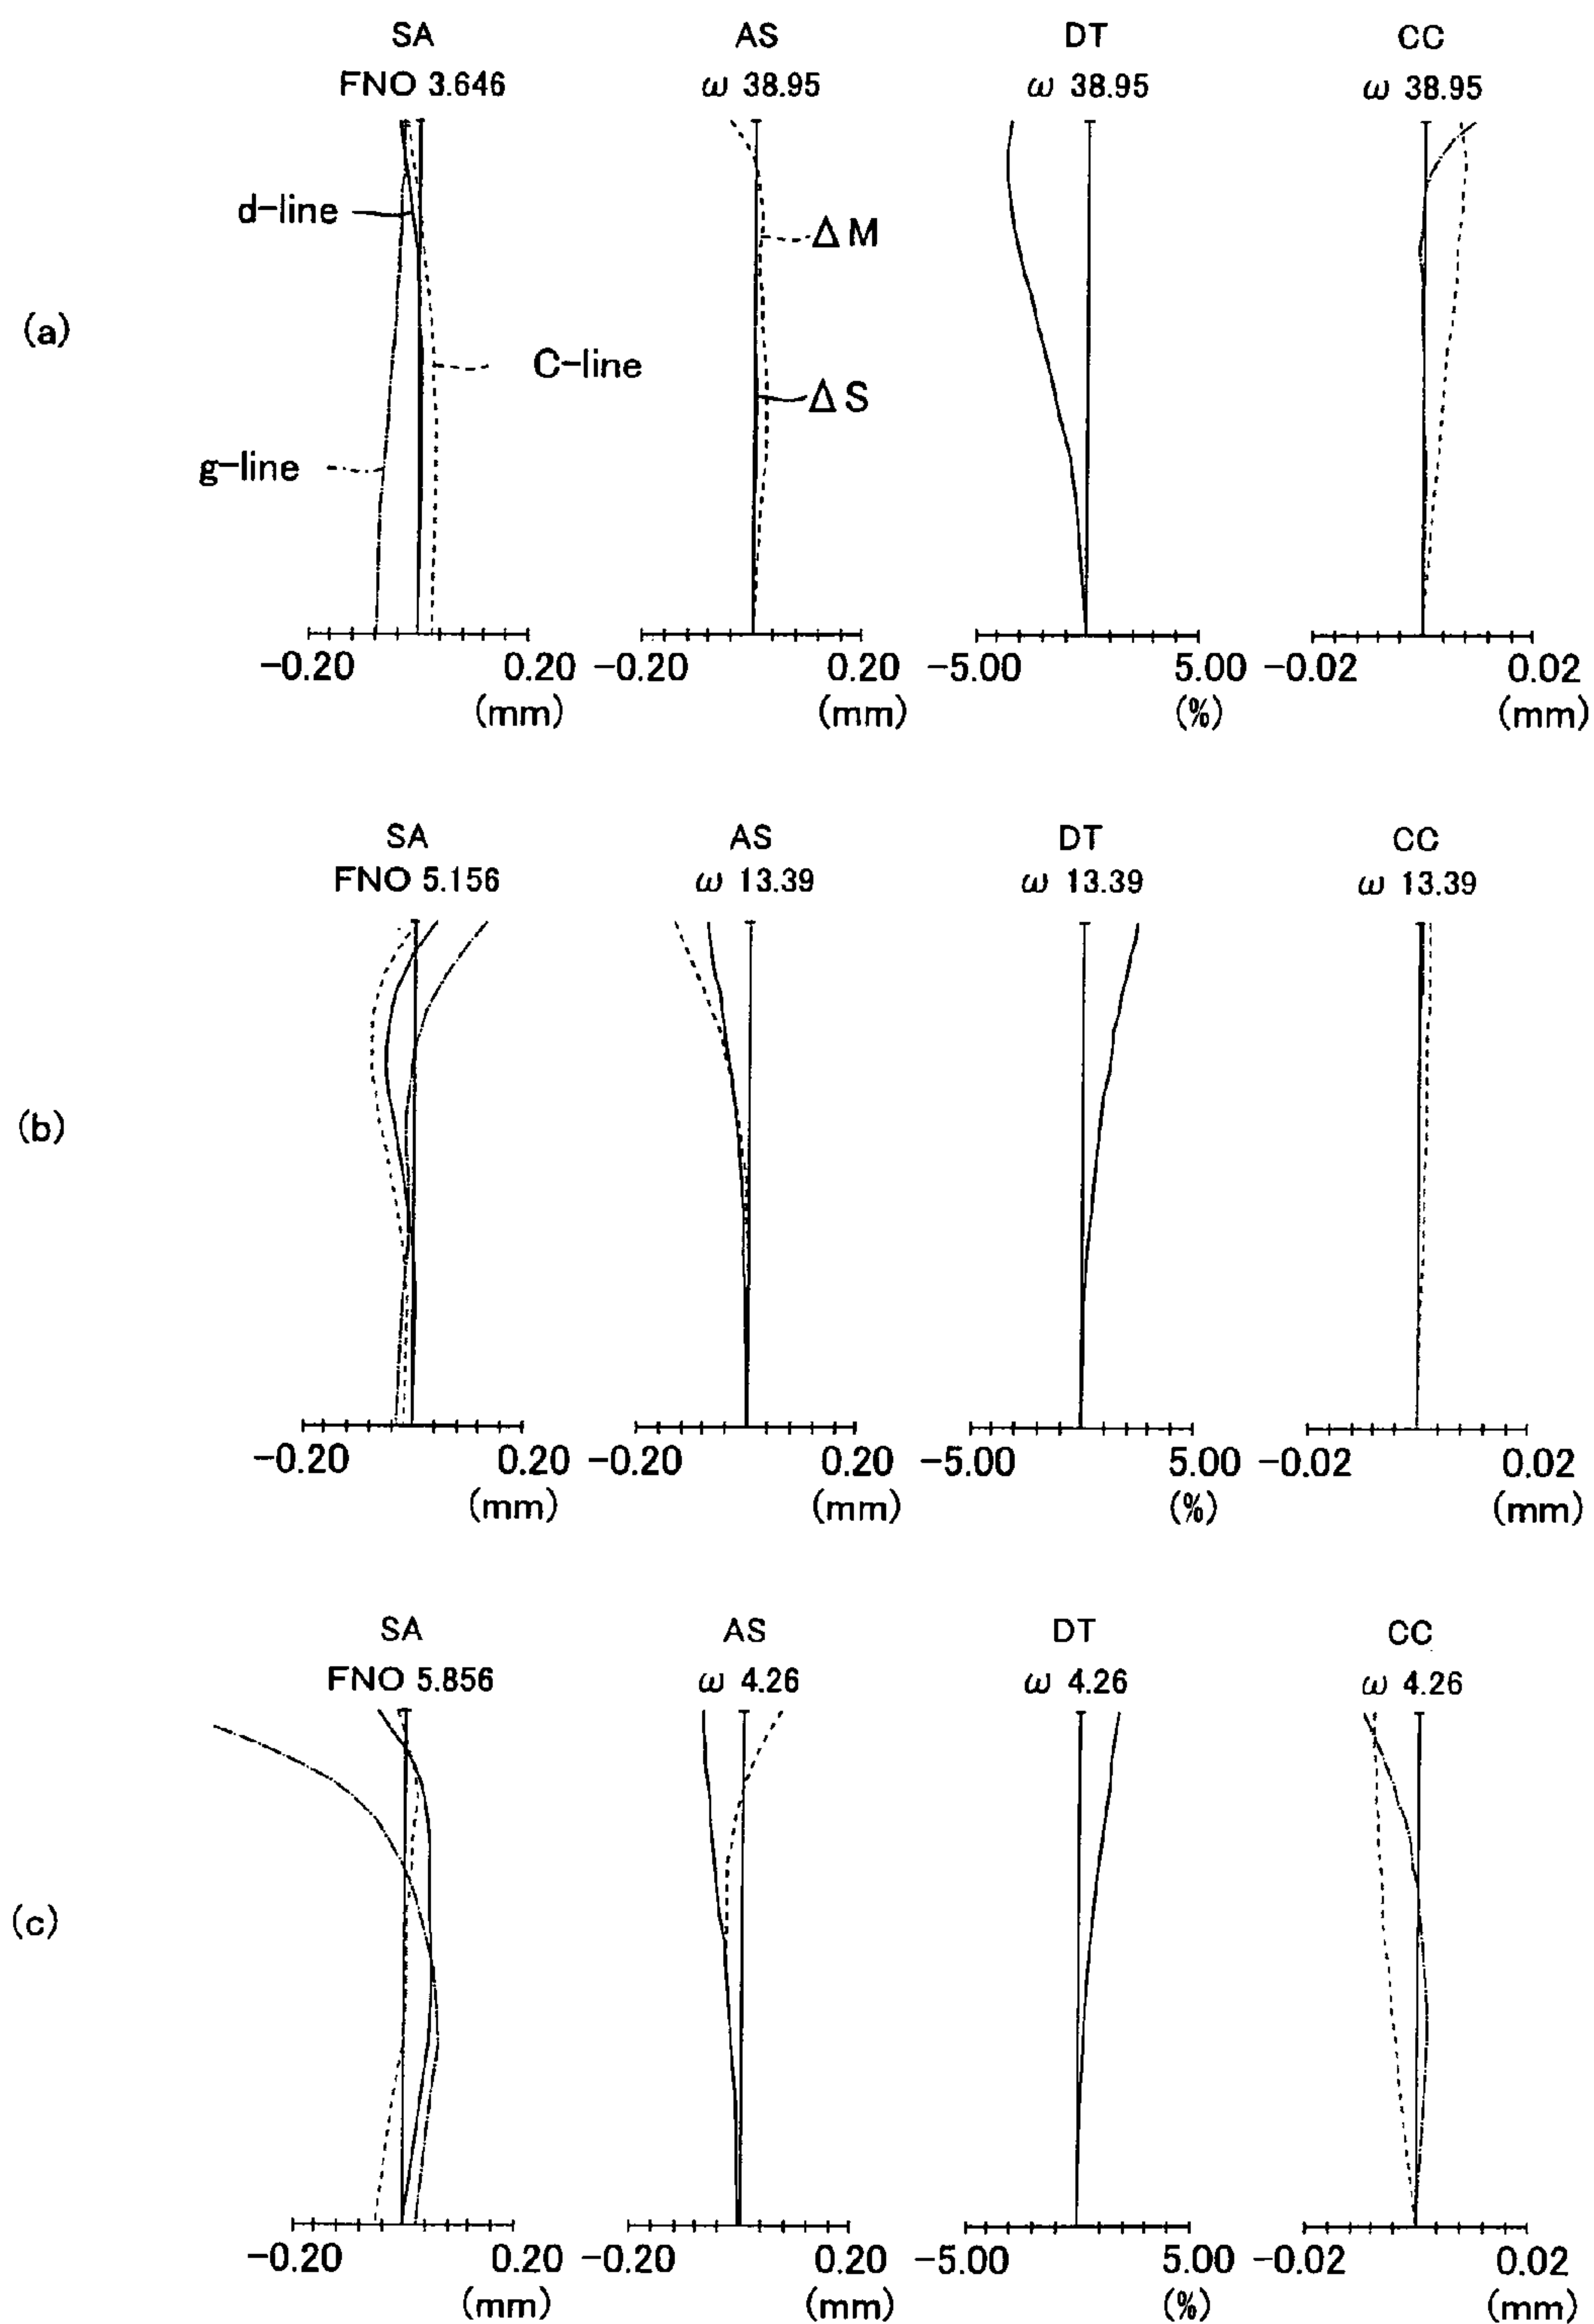 SA AS DT CC
FNO 3.646 ω 38.95 ω 38.95 ω 38.95
d-line
ΔM
(a)
C-line
ΔS
g-line
-0.20 0.20 -0.20 0.20 -5.00 5.00 -0.02 0.02
(mm) (mm) (%) (mm)
SA AS DT CC
FNO 5.156 ω 13.39 ω 13.39 ω 13.39
(b)
-0.20 0.20 -0.20 0.20 -5.00 5.00 -0.02 0.02
(mm) (mm) (%) (mm)
SA AS DT CC
FNO 5.856 ω 4.26 ω 4.26 ω 4.26
(c)
-0.20 0.20 -0.20 0.20 -5.00 5.00 -0.02 0.02
(mm) (mm) (%) (mm)